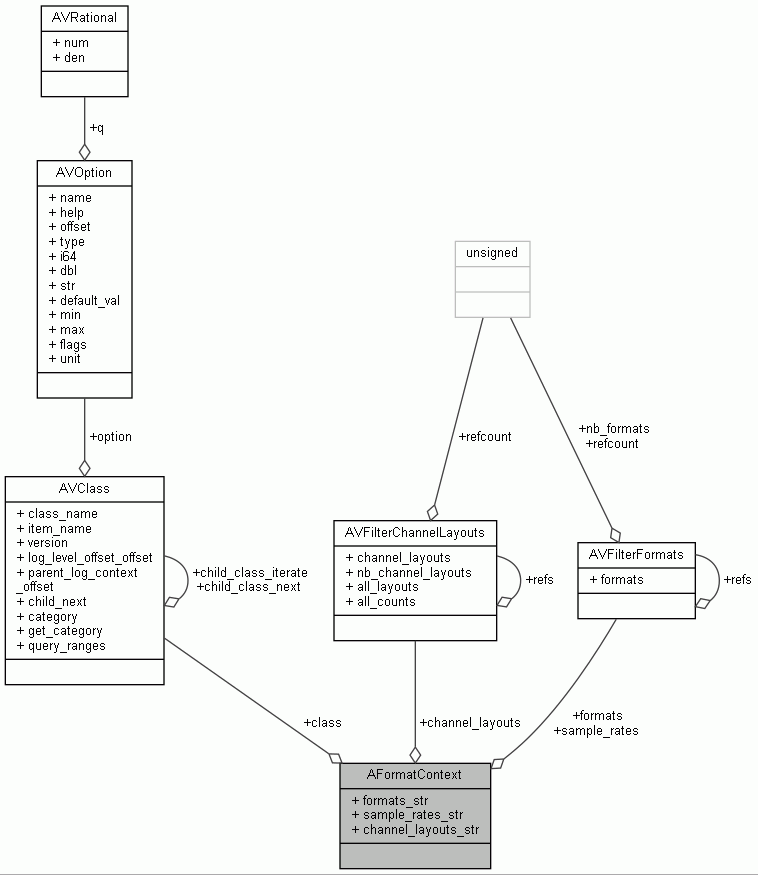 AVRational
+ num
+ den
+q
AVOption
+ name
+ help
+ offset
+ type
+ i64
+ dbl
+ str
+ default_val
+ min
+ max
+ flags
+ unit
unsigned
+option
+refcount
+nb_formats
+refcount
AVClass
+ class_name
+ item_name
+ version
+ log_level_offset_offset
+ parent_log_context
_offset
+ child_next
+ category
+ get_category
+ query_ranges
+child_class_iterate
+child_class_next
AVFilterChannelLayouts
+ channel_layouts
+ nb_channel_layouts
+ all_layouts
+ all_counts
+refs
AVFilterFormats
+ formats
+refs
+class
+channel_layouts
+formats
+sample_rates
AFormatContext
+ formats_str
+ sample_rates_str
+ channel_layouts_str